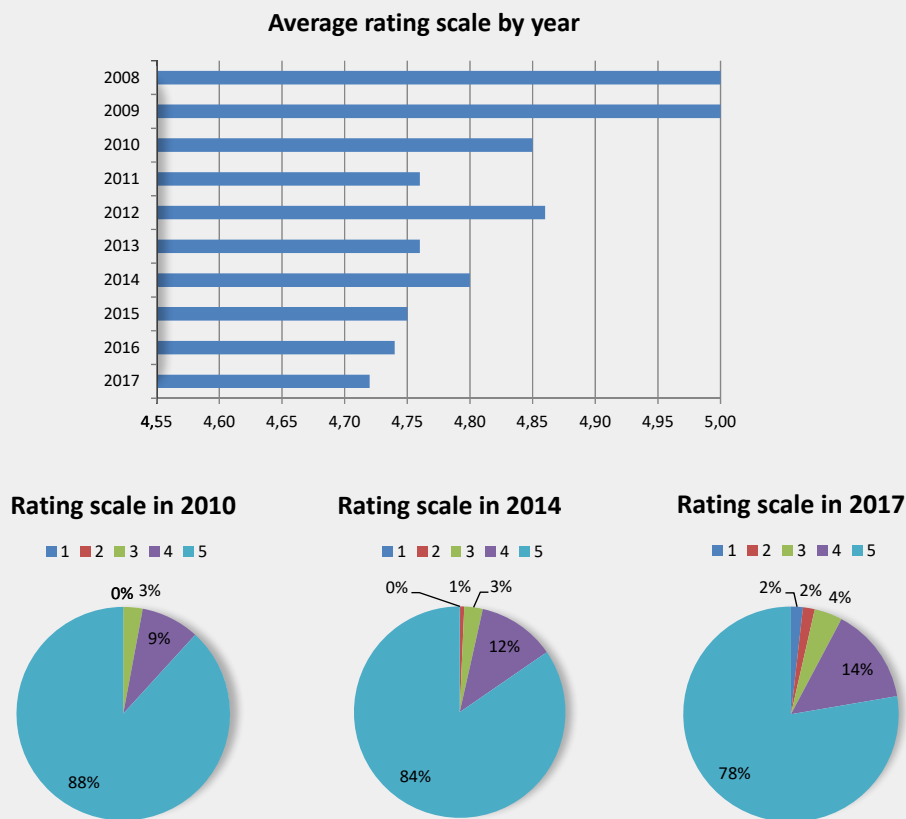 Average rating scale by year
2008
2009
2010
2011
2012
2013
2014
2015
2016
2017
4,55 4,60 4,65 4,70 4,75 4,80 4,85 4,90 4,95 5,00
Rating scale in 2010
1 2 3 4 5
0% 3%
9%
88%
Rating scale in 2014
1 2 3 4 5
0% 1% 3%
12%
84%
Rating scale in 2017
1 2 3 4 5
2% 2% 4%
14%
78%